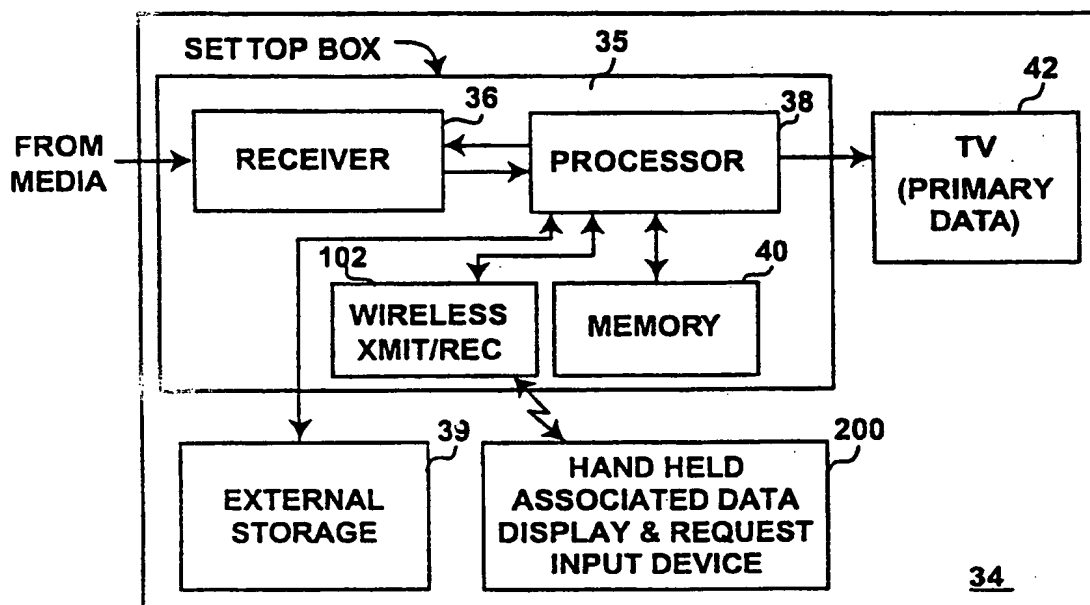 SET TOP BOX
35
36
38
42
FROM
MEDIA
RECEIVER
PROCESSOR
TV
(PRIMARY
DATA)
102
40
WIRELESS
XMIT/REC
MEMORY
39
200
EXTERNAL
STORAGE
HAND HELD
ASSOCIATED DATA
DISPLAY & REQUEST
INPUT DEVICE
34